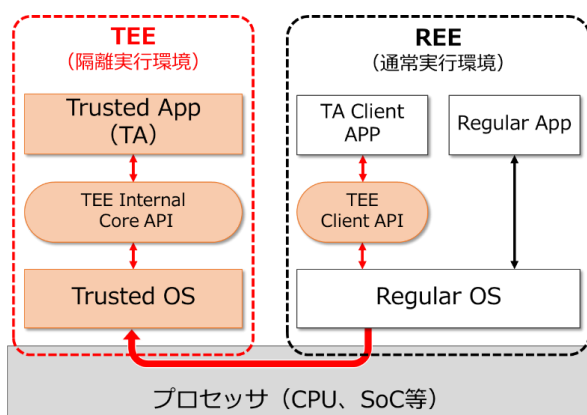 TEE
（隔離実行環境）
Trusted App
（TA）
TEE Internal
Core API
Trusted OS
REE
（通常実行環境）
TA Client
APP
Regular App
TEE
Client API
Regular OS
プロセッサ（CPU、SoC等）